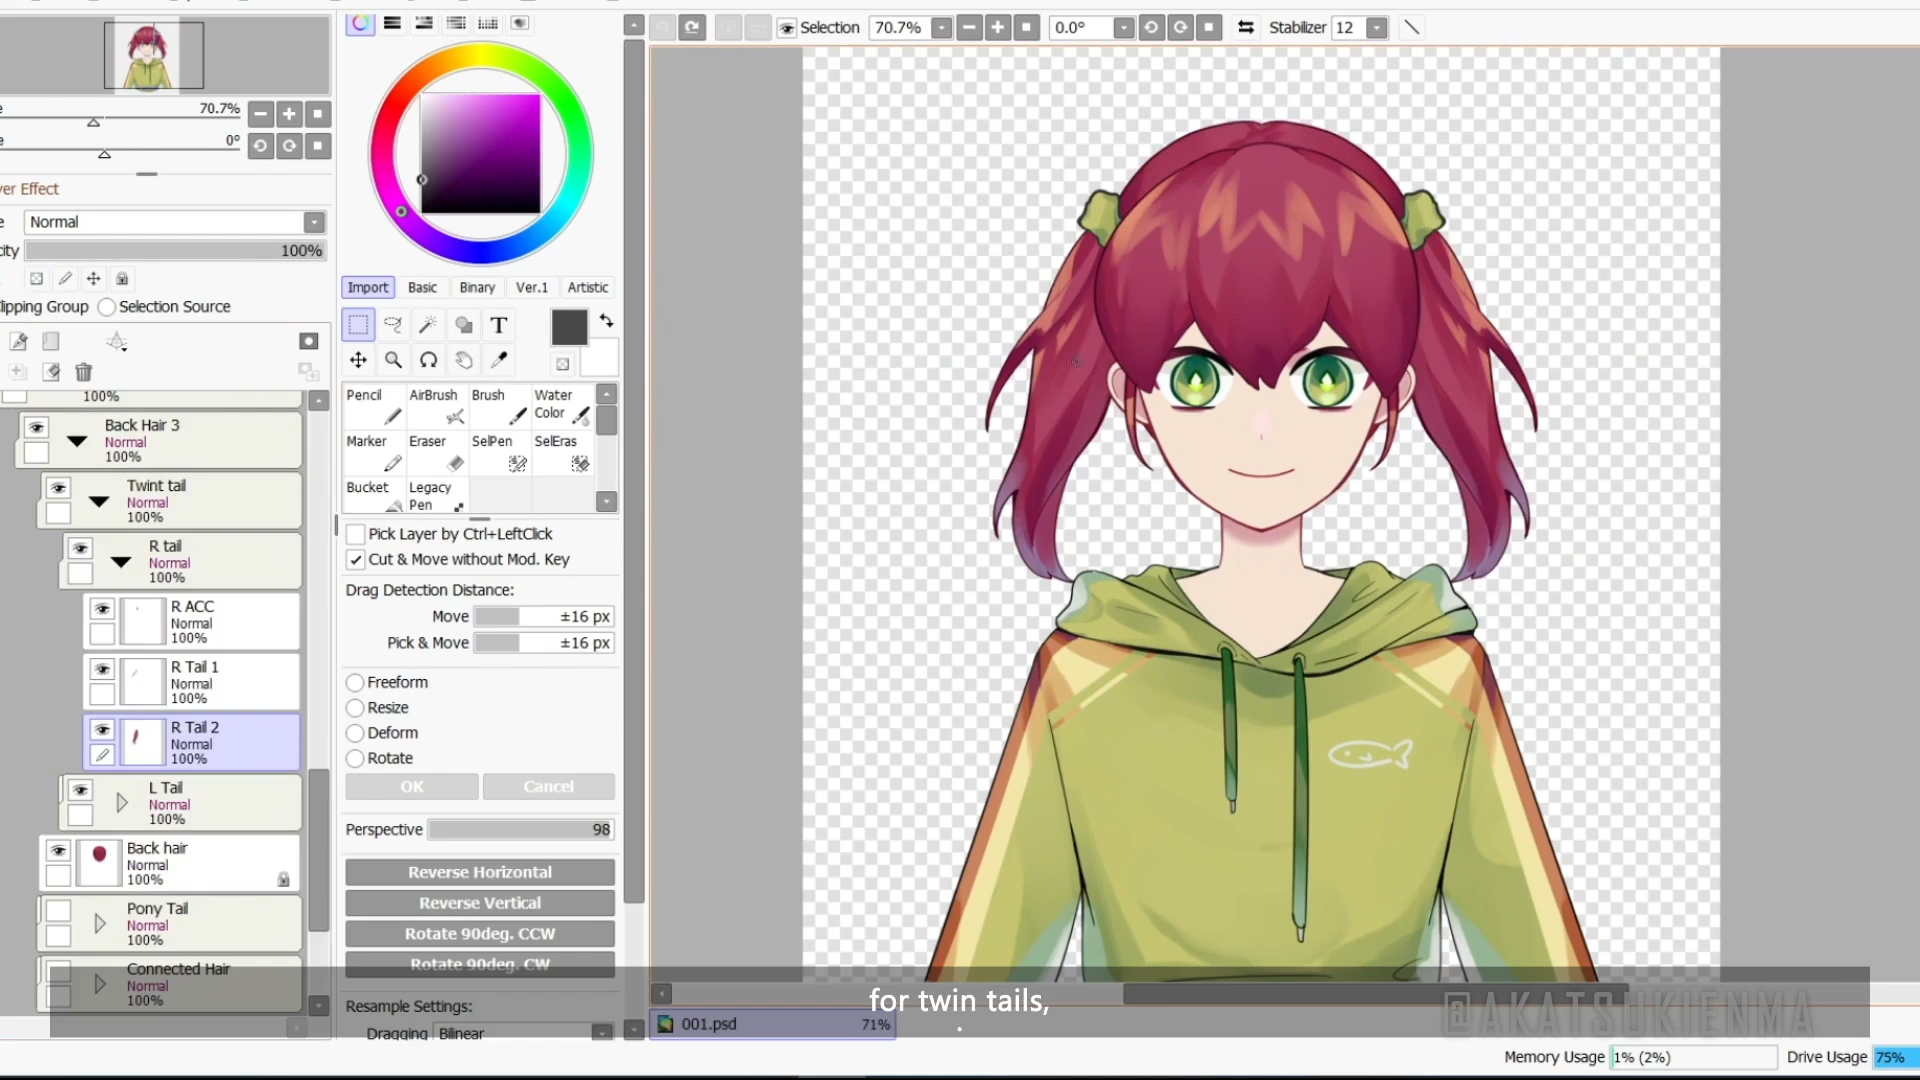 Selection
70.7%
0.0°
Stabilizer 12
70.7%
0°
yer Effect
Normal
100%
Clipping Group
Selection Source
100%
Back Hair 3
Normal
100%
Twint tail
Normal
100%
R tail
Normal
100%
R ACC
Normal
100%
R Tail 1
Normal
100%
R Tail 2
Normal
100%
L Tail
Normal
100%
Back hair
Normal
100%
Pony Tail
Normal
100%
Connected Hair
Normal
100%
Import Basic Binary Ver.1 Artistic
T
Pencil AirBrush Brush Water Color
Marker Eraser SelPen SelEras
Bucket Legacy Pen
Pick Layer by Ctrl+LeftClick
Cut & Move without Mod. Key
Drag Detection Distance:
Move ±16 px
Pick & Move ±16 px
Freeform
Resize
Deform
Rotate
OK Cancel
Perspective 98
Reverse Horizontal
Reverse Vertical
Rotate 90deg. CCW
Rotate 90deg. CW
Resample Settings:
Dragging Bilinear
for twin tails,
@AKATSUKIENMA
001.psd 71%
Memory Usage 1% (2%) Drive Usage 75%